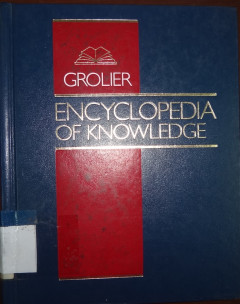 GROLIER
ENCYCLOPEDIA
OF KNOWLEDGE